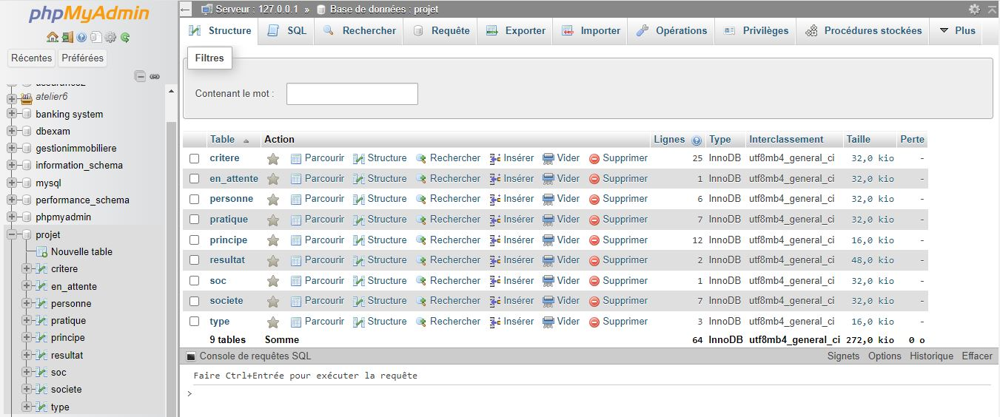 phpMyAdmin
Récentes Préférées
atelier6
banking system
dbexam
gestionimmobiliere
information_schema
mysql
performance_schema
phpmyadmin
projet
Nouvelle table
critere
en_attente
personne
pratique
principe
resultat
soc
societe
type
Serveur : 127.0.0.1 » Base de données : projet
Structure SQL Rechercher Requête Exporter Importer Opérations Privilèges Procédures stockées Plus
Filtres
Contenant le mot :
Table Action Lignes Type Interclassement Taille Perte
critere Parcourir Structure Rechercher Insérer Vider Supprimer 25 InnoDB utf8mb4_general_ci 32,0 kio -
en_attente Parcourir Structure Rechercher Insérer Vider Supprimer 1 InnoDB utf8mb4_general_ci 32,0 kio -
personne Parcourir Structure Rechercher Insérer Vider Supprimer 6 InnoDB utf8mb4_general_ci 32,0 kio -
pratique Parcourir Structure Rechercher Insérer Vider Supprimer 7 InnoDB utf8mb4_general_ci 32,0 kio -
principe Parcourir Structure Rechercher Insérer Vider Supprimer 12 InnoDB utf8mb4_general_ci 16,0 kio -
resultat Parcourir Structure Rechercher Insérer Vider Supprimer 2 InnoDB utf8mb4_general_ci 48,0 kio -
soc Parcourir Structure Rechercher Insérer Vider Supprimer 1 InnoDB utf8mb4_general_ci 32,0 kio -
societe Parcourir Structure Rechercher Insérer Vider Supprimer 7 InnoDB utf8mb4_general_ci 32,0 kio -
type Parcourir Structure Rechercher Insérer Vider Supprimer 3 InnoDB utf8mb4_general_ci 16,0 kio -
9 tables Somme 64 InnoDB utf8mb4_general_ci 272,0 kio 0 o
Console de requêtes SQL Signets Options Historique Effacer
Faire Ctrl+Entrée pour exécuter la requête
>